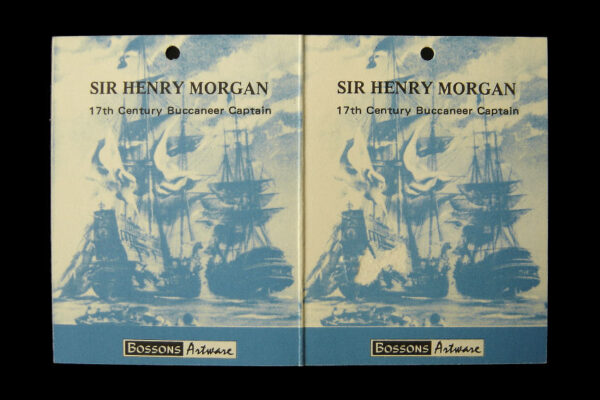 SIR HENRY MORGAN
17th Century Buccaneer Captain
BOSSONS Artware
SIR HENRY MORGAN
17th Century Buccaneer Captain
BOSSONS Artware